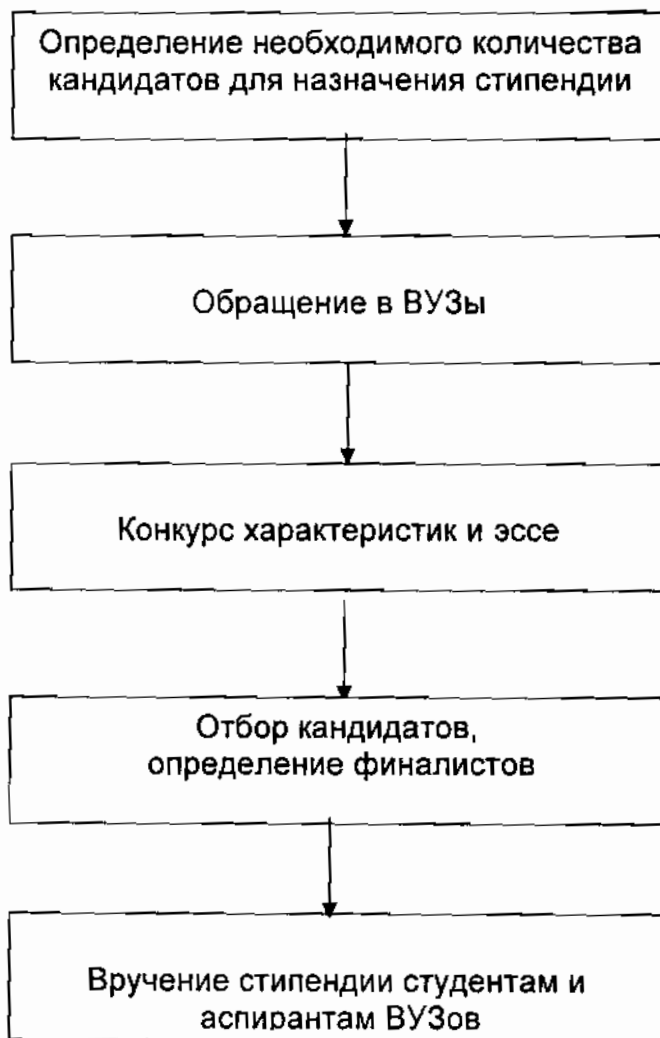 Определение необходимого количества
кандидатов для назначения стипендии
Обращение в ВУЗы
Конкурс характеристик и эссе
Отбор кандидатов,
определение финалистов
Вручение стипендии студентам и
аспирантам ВУЗов